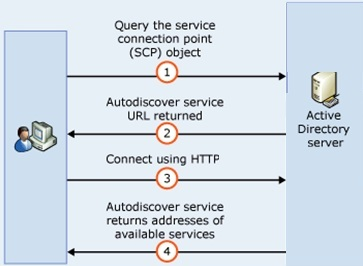 Query the service
connection point
(SCP) object
1
Autodiscover service
URL returned
2
Connect using HTTP
3
Autodiscover service
returns addresses of
available services
4
Active
Directory
server